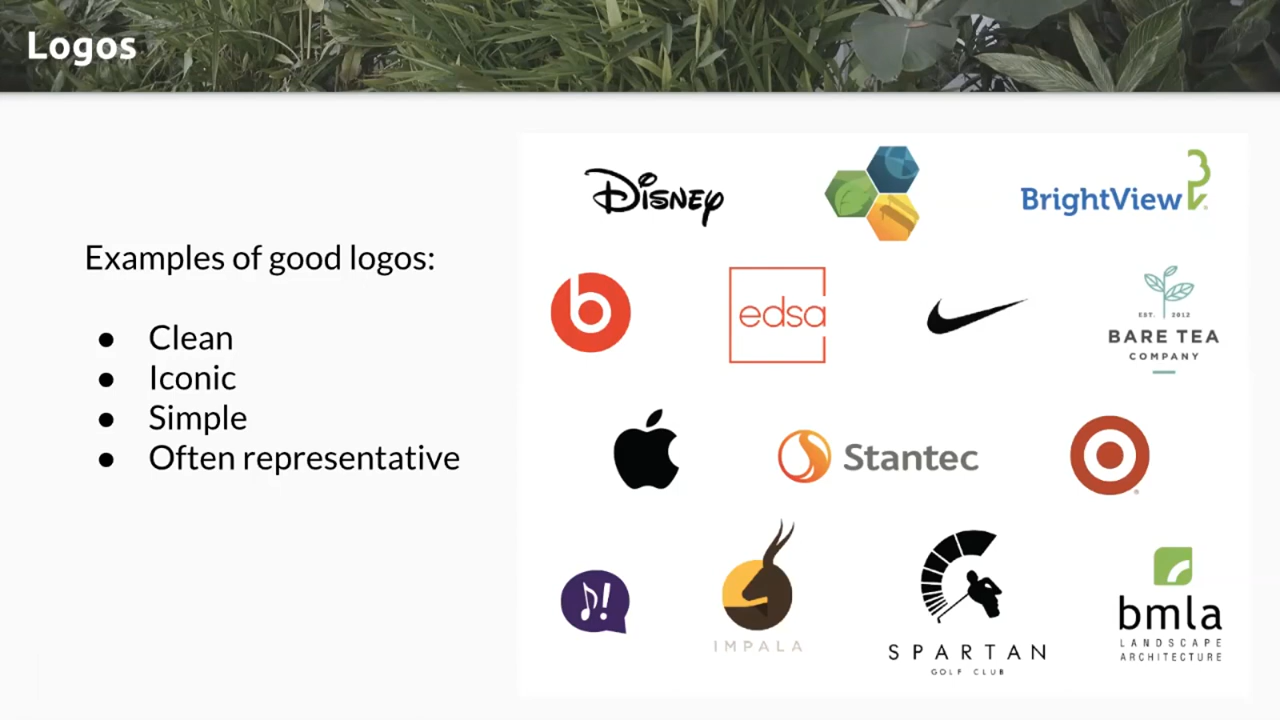 Logos
Examples of good logos:
● Clean
● Iconic
● Simple
● Often representative
Disney
BrightView
b
edsa
EST. 2012
BARE TEA
COMPANY
Stantec
!
IMPALA
SPARTAN
GOLF CLUB
bmla
LANDSCAPE
ARCHITECTURE